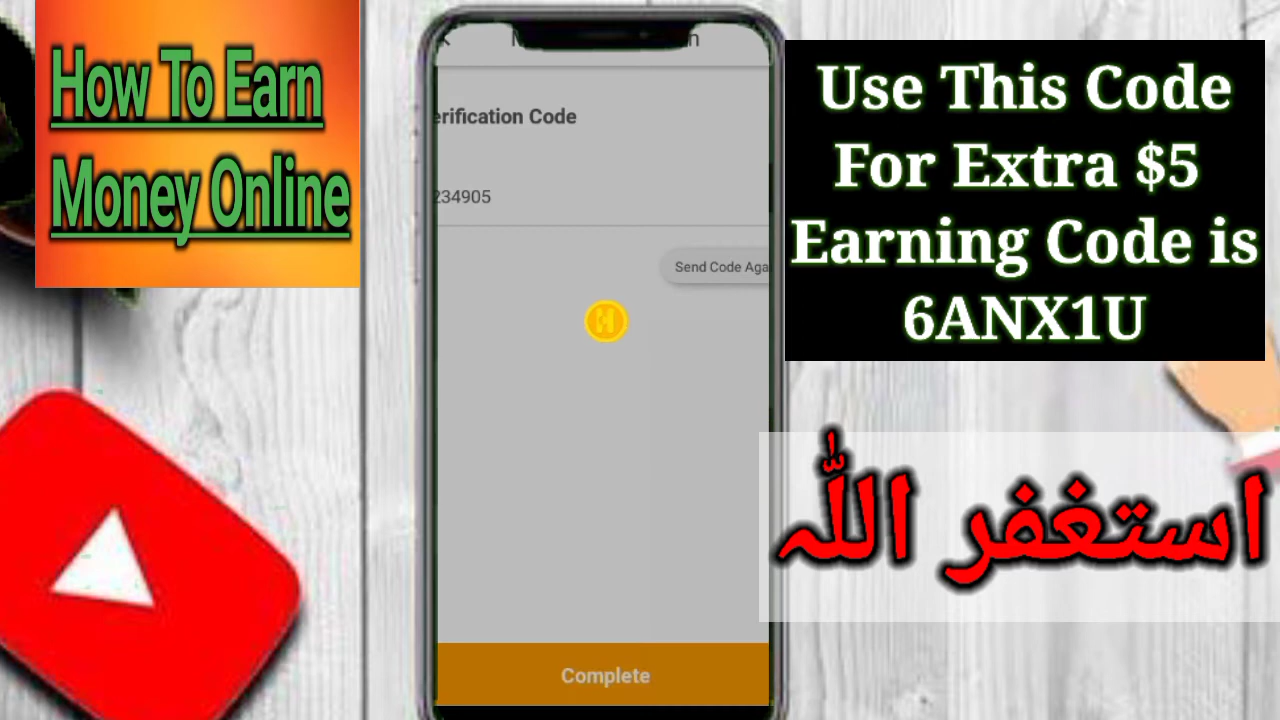 How To Earn
Money Online
erification Code
234905
Send Code Aga
Complete
Use This Code
For Extra $5
Earning Code is
6ANX1U
استغفر اللّٰہ